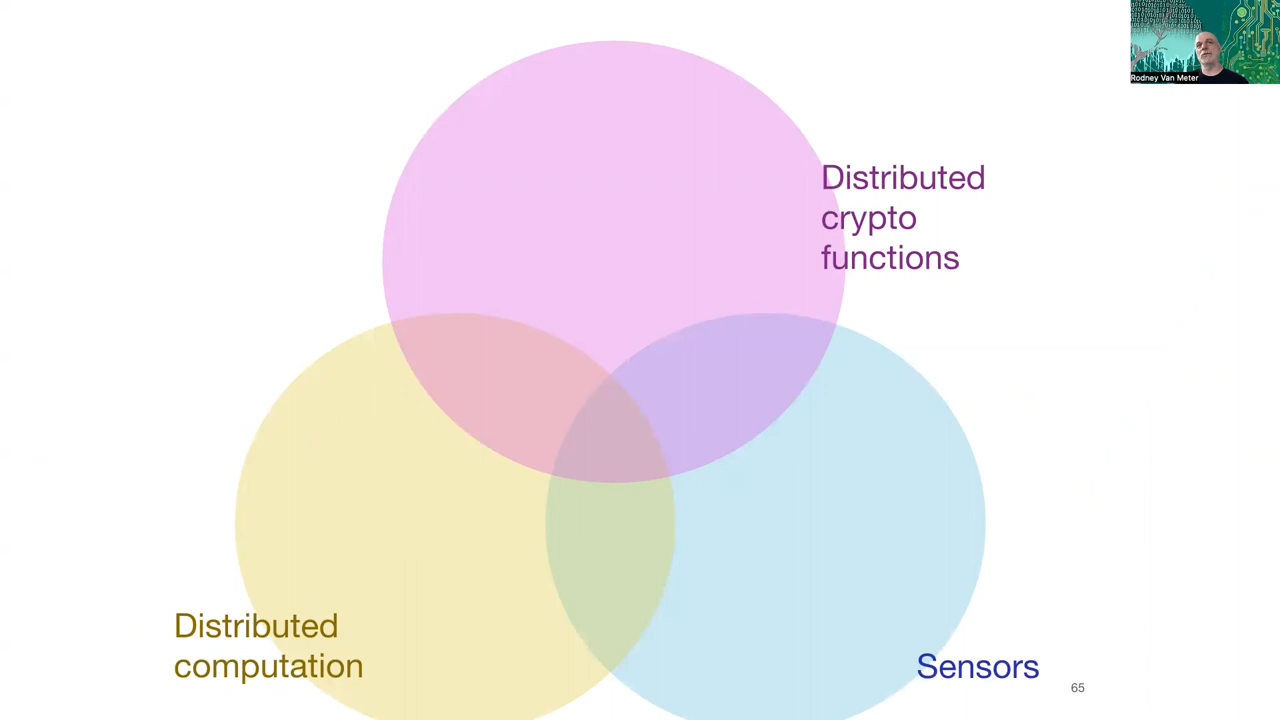 Rodney Van Meter
Distributed
crypto
functions
Distributed
computation
Sensors
65